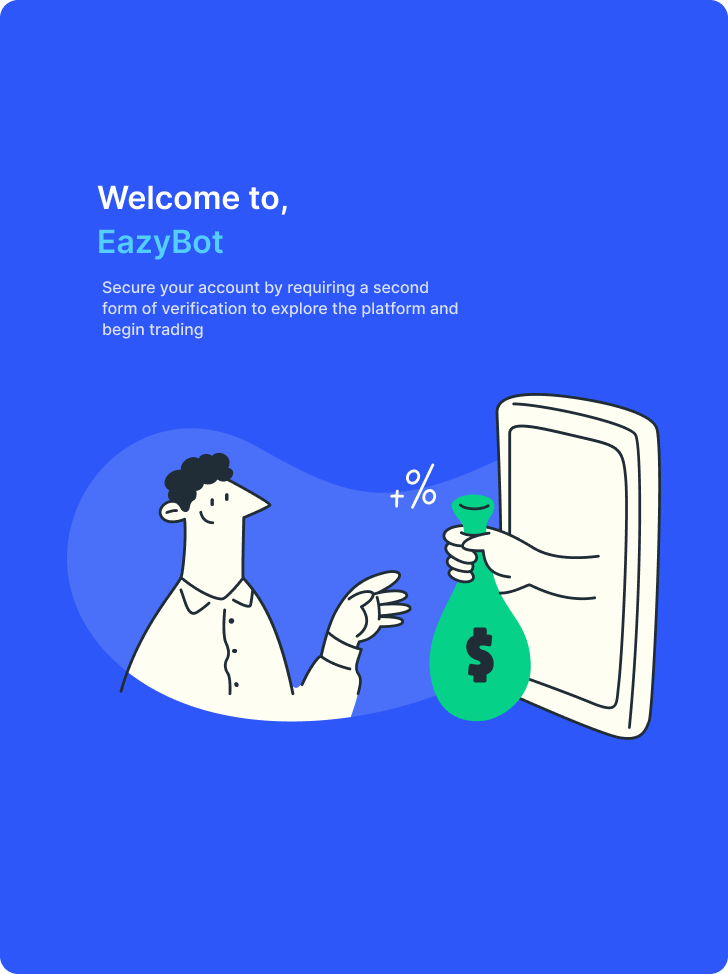 Welcome to,
EazyBot
Secure your account by requiring a second
form of verification to explore the platform and
begin trading
+%
$